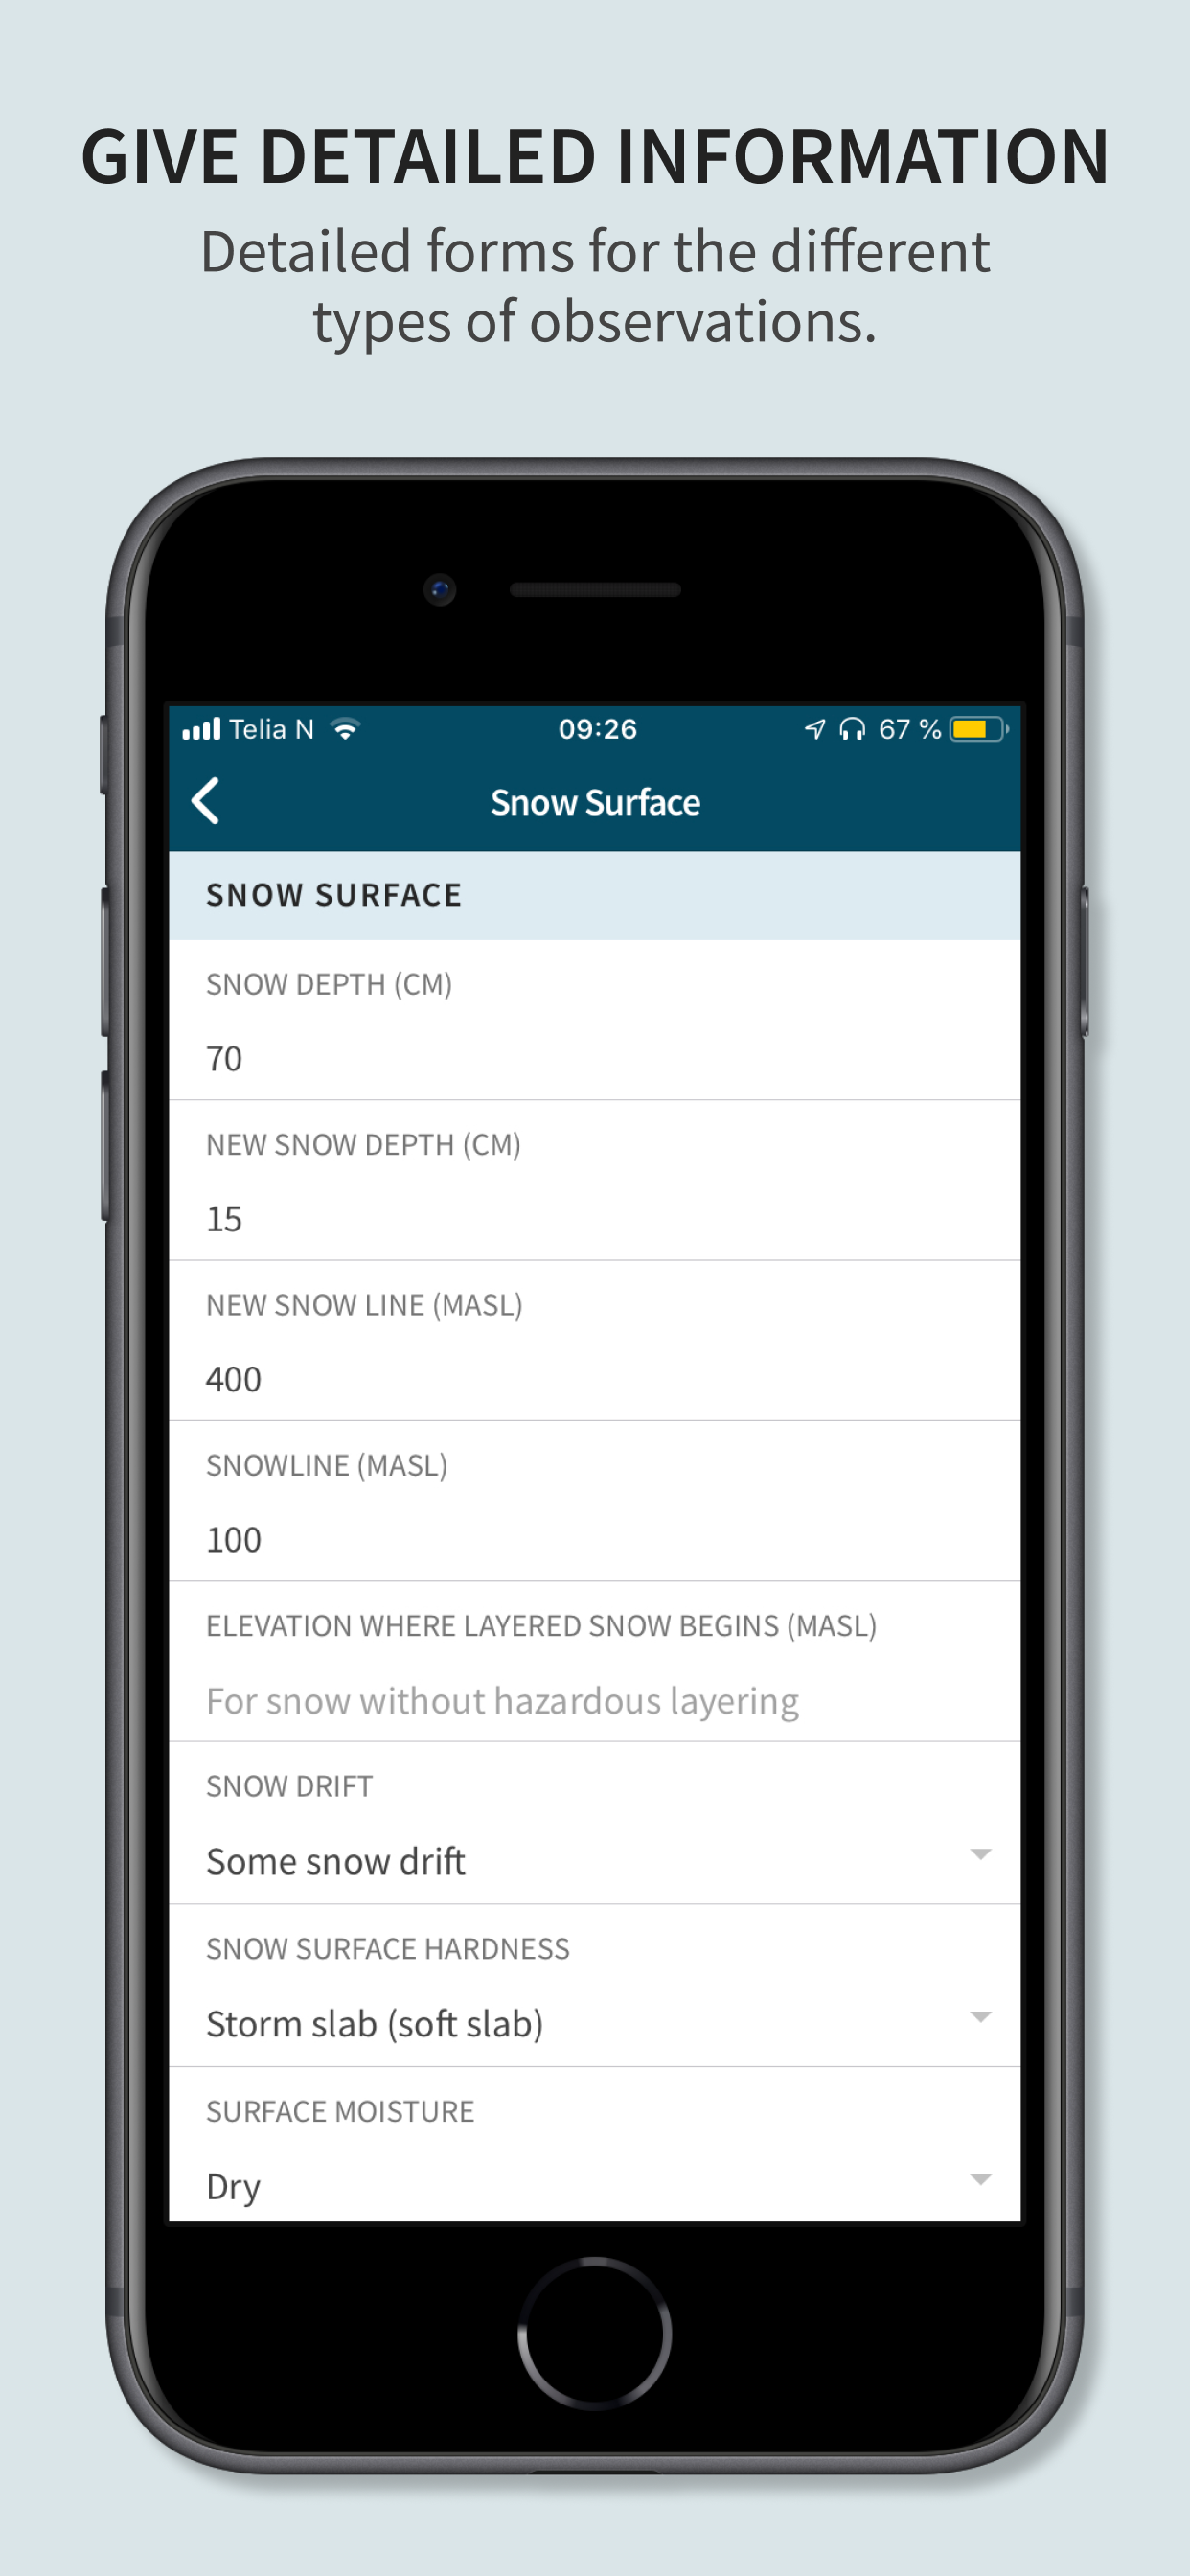 GIVE DETAILED INFORMATION
Detailed forms for the different
types of observations.
Telia N 09:26 67 %
Snow Surface
SNOW SURFACE
SNOW DEPTH (CM)
70
NEW SNOW DEPTH (CM)
15
NEW SNOW LINE (MASL)
400
SNOWLINE (MASL)
100
ELEVATION WHERE LAYERED SNOW BEGINS (MASL)
For snow without hazardous layering
SNOW DRIFT
Some snow drift
SNOW SURFACE HARDNESS
Storm slab (soft slab)
SURFACE MOISTURE
Dry